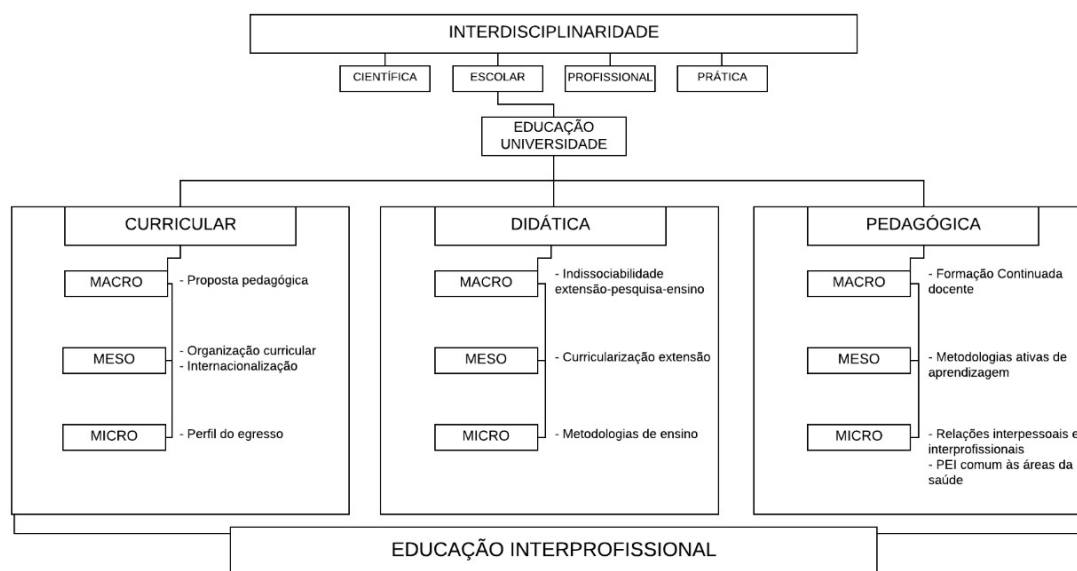 INTERDISCIPLINARIDADE
CIENTÍFICA
ESCOLAR
PROFISSIONAL
PRÁTICA
EDUCAÇÃO
UNIVERSIDADE
CURRICULAR
MACRO
- Proposta pedagógica
MESO
- Organização curricular
- Internacionalização
MICRO
- Perfil do egresso
DIDÁTICA
MACRO
- Indissociabilidade
extensão-pesquisa-ensino
MESO
- Curricularização extensão
MICRO
- Metodologias de ensino
PEDAGÓGICA
MACRO
- Formação Continuada
docente
MESO
- Metodologias ativas de
aprendizagem
MICRO
- Relações interpessoais e
interprofissionais
- PEI comum às áreas da
saúde
EDUCAÇÃO INTERPROFISSIONAL